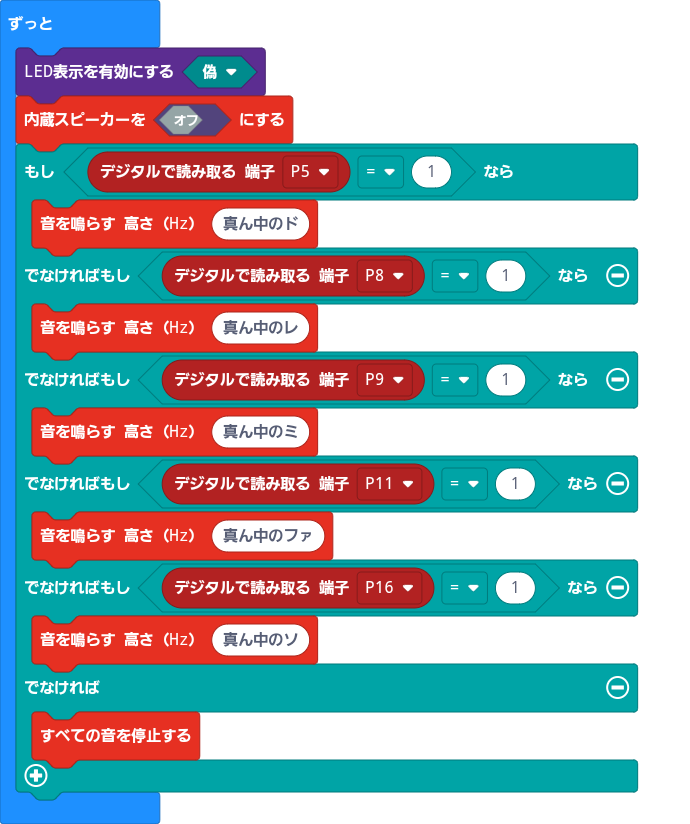 ずっと
LED表示を有効にする 偽
内蔵スピーカーを オフ にする
もし デジタルで読み取る 端子 P5 = 1 なら
音を鳴らす 高さ（Hz） 真ん中のド
でなければもし デジタルで読み取る 端子 P8 = 1 なら
音を鳴らす 高さ（Hz） 真ん中のレ
でなければもし デジタルで読み取る 端子 P9 = 1 なら
音を鳴らす 高さ（Hz） 真ん中のミ
でなければもし デジタルで読み取る 端子 P11 = 1 なら
音を鳴らす 高さ（Hz） 真ん中のファ
でなければもし デジタルで読み取る 端子 P16 = 1 なら
音を鳴らす 高さ（Hz） 真ん中のソ
でなければ
すべての音を停止する